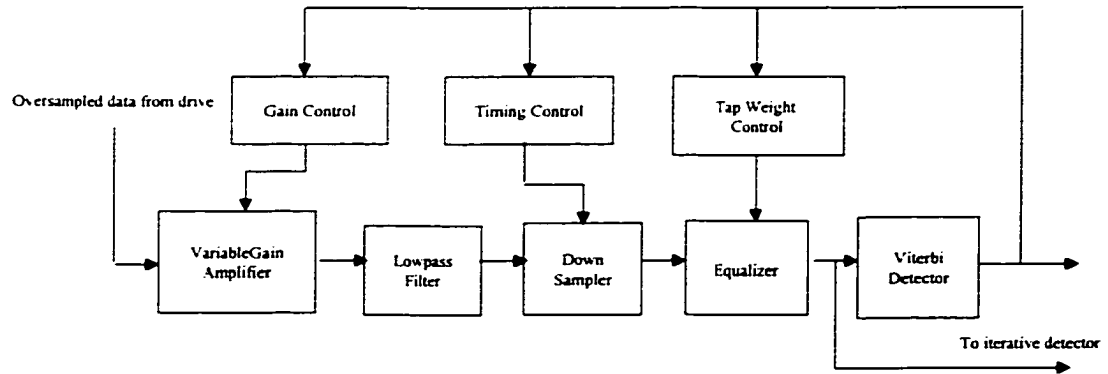 Oversampled data from drive
Gain Control
Timing Control
Tap Weight
Control
VariableGain
Amplifier
Lowpass
Filter
Down
Sampler
Equalizer
Viterbi
Detector
To iterative detector